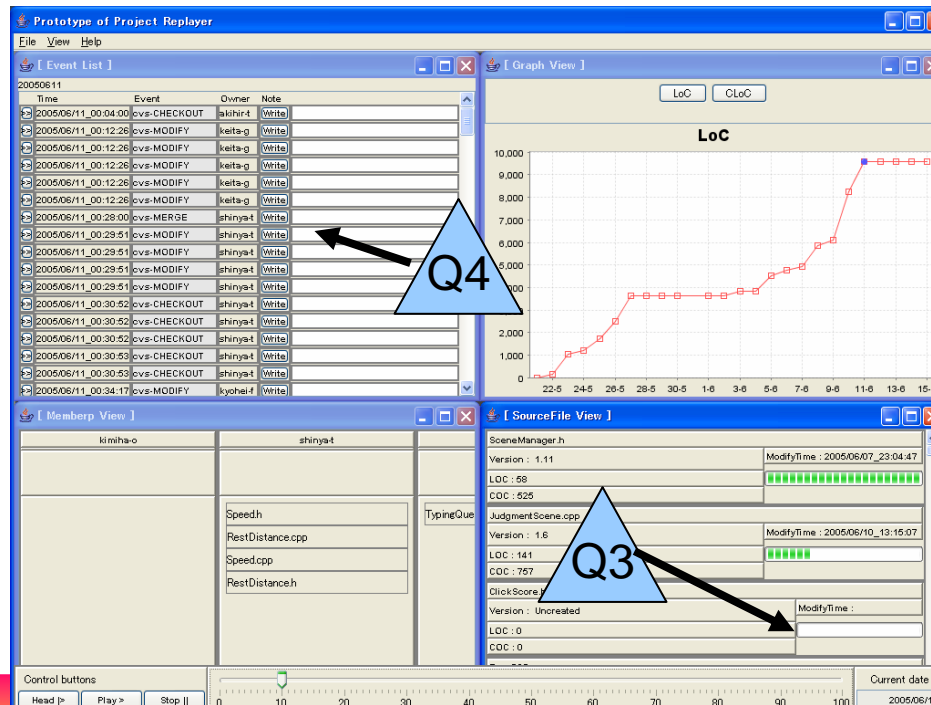 Prototype of Project Replayer
File View Help
[ Event List ]
20050611
Time Event Owner Note
2005/06/11_00:04:00 cvs-CHECKOUT akihir-t Write
2005/06/11_00:12:26 cvs-MODIFY keita-g Write
2005/06/11_00:12:26 cvs-MODIFY keita-g Write
2005/06/11_00:12:26 cvs-MODIFY keita-g Write
2005/06/11_00:12:26 cvs-MODIFY keita-g Write
2005/06/11_00:12:26 cvs-MODIFY keita-g Write
2005/06/11_00:28:00 cvs-MERGE shinya-t Write
2005/06/11_00:29:51 cvs-MODIFY shinya-t Write
2005/06/11_00:29:51 cvs-MODIFY shinya-t Write
2005/06/11_00:29:51 cvs-MODIFY shinya-t Write
2005/06/11_00:29:51 cvs-MODIFY shinya-t Write
2005/06/11_00:30:52 cvs-CHECKOUT shinya-t Write
2005/06/11_00:30:52 cvs-CHECKOUT shinya-t Write
2005/06/11_00:30:52 cvs-CHECKOUT shinya-t Write
2005/06/11_00:30:53 cvs-CHECKOUT shinya-t Write
2005/06/11_00:30:53 cvs-CHECKOUT shinya-t Write
2005/06/11_00:34:17 cvs-MODIFY kyohei-f Write
Q4
[ Graph View ]
LoC CLoC
LoC
10,000
9,000
8,000
7,000
6,000
5,000
2,000
1,000
0
22-5 24-5 26-5 28-5 30-5 1-6 3-6 5-6 7-6 9-6 11-6 13-6 15-
[ Memberp View ]
kimiha-o shinya-t
Speed.h
RestDistance.cpp
Speed.cpp
RestDistance.h
TypingQue
[ SourceFile View ]
SceneManager.h
Version : 1.11 ModifyTime : 2005/06/07_23:04:47
LOC : 58
COC : 525
JudgmentScene.cpp
Version : 1.6 ModifyTime : 2005/06/10_13:15:07
LOC : 141
COC : 757
Q3
ClickScore.h
Version : Uncreated ModifyTime :
LOC : 0
COC : 0
Control buttons
Head |> Play > Stop ||
0 10 20 30 40 50 60 70 80 90 100
Current date
2005/06/1